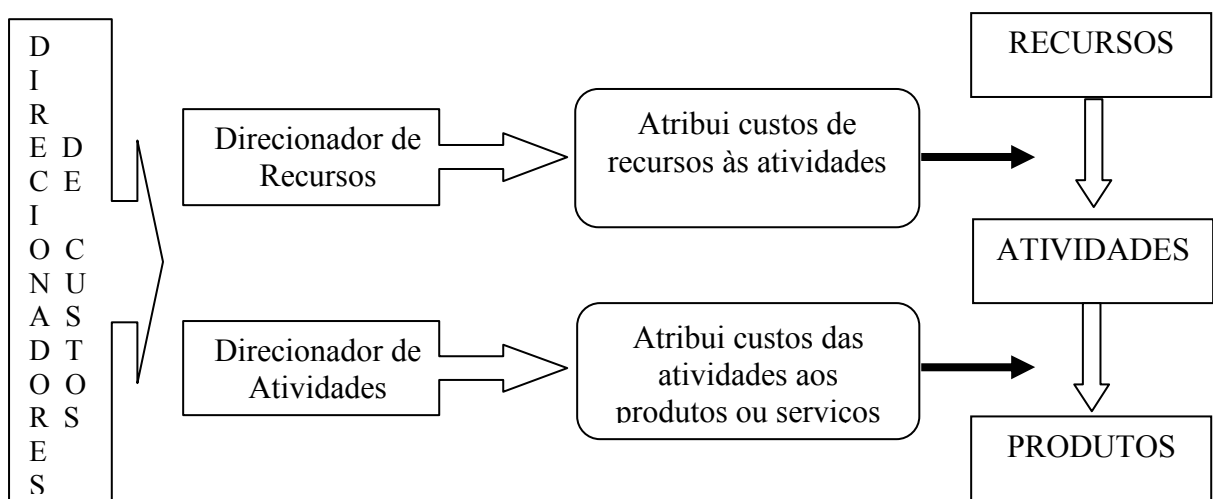 DIRECIONADORES
DE CUSTOS
Direcionador de
Recursos
Atribui custos de
recursos às atividades
RECURSOS
ATIVIDADES
Direcionador de
Atividades
Atribui custos das
atividades aos
produtos ou serviços
PRODUTOS